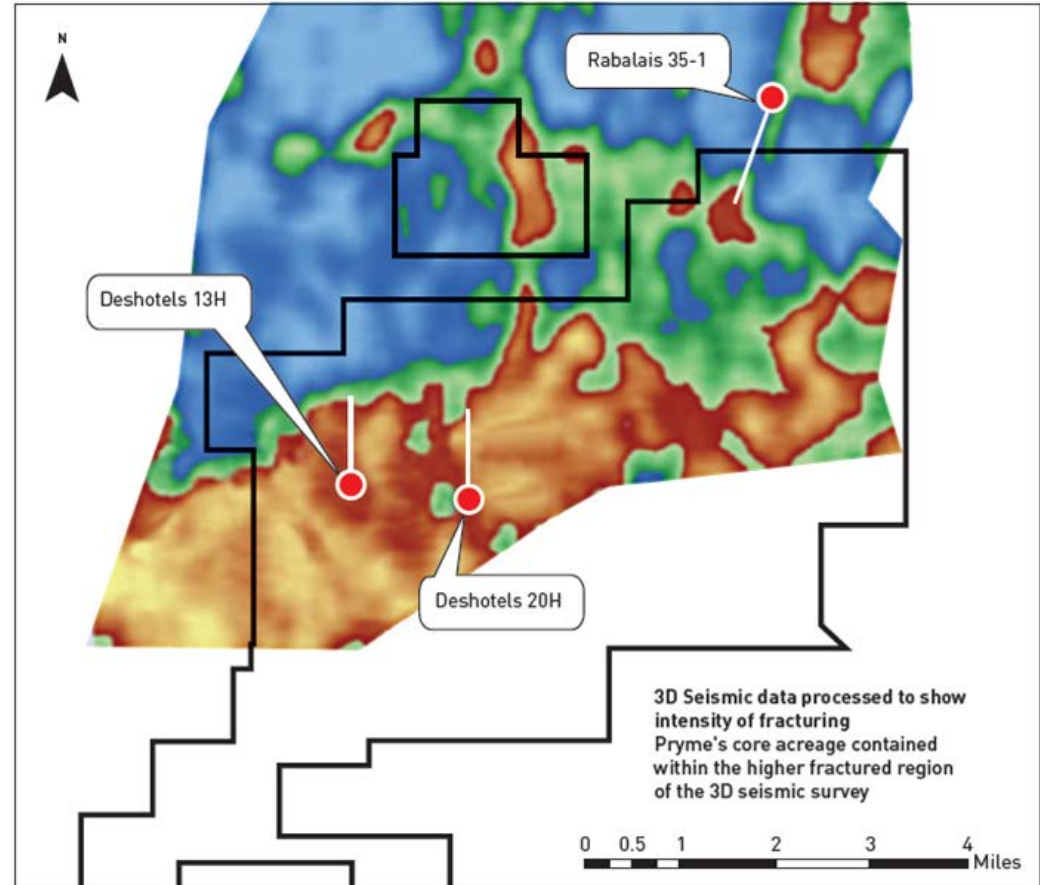 N
Rabalais 35-1
Deshotels 13H
Deshotels 20H
3D Seismic data processed to show
intensity of fracturing
Pryme's core acreage contained
within the higher fractured region
of the 3D seismic survey
0 0.5 1 2 3 4
Miles